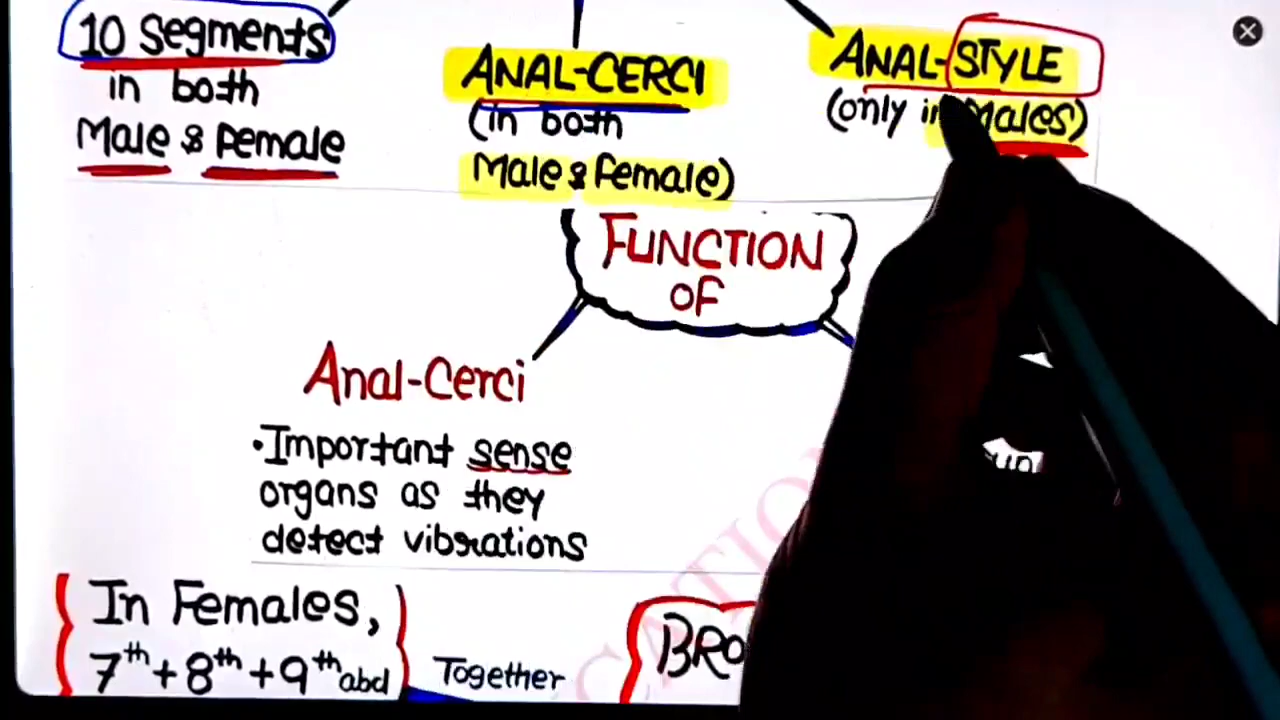 10 Segments
in both
Male & Female
ANAL-CERCI
(in both
Male & Female)
ANAL-STYLE
(only in Males)
FUNCTION
OF
Anal-Cerci
•Important sense
organs as they
detect vibrations
In Females,
7th + 8th + 9th abd
Together